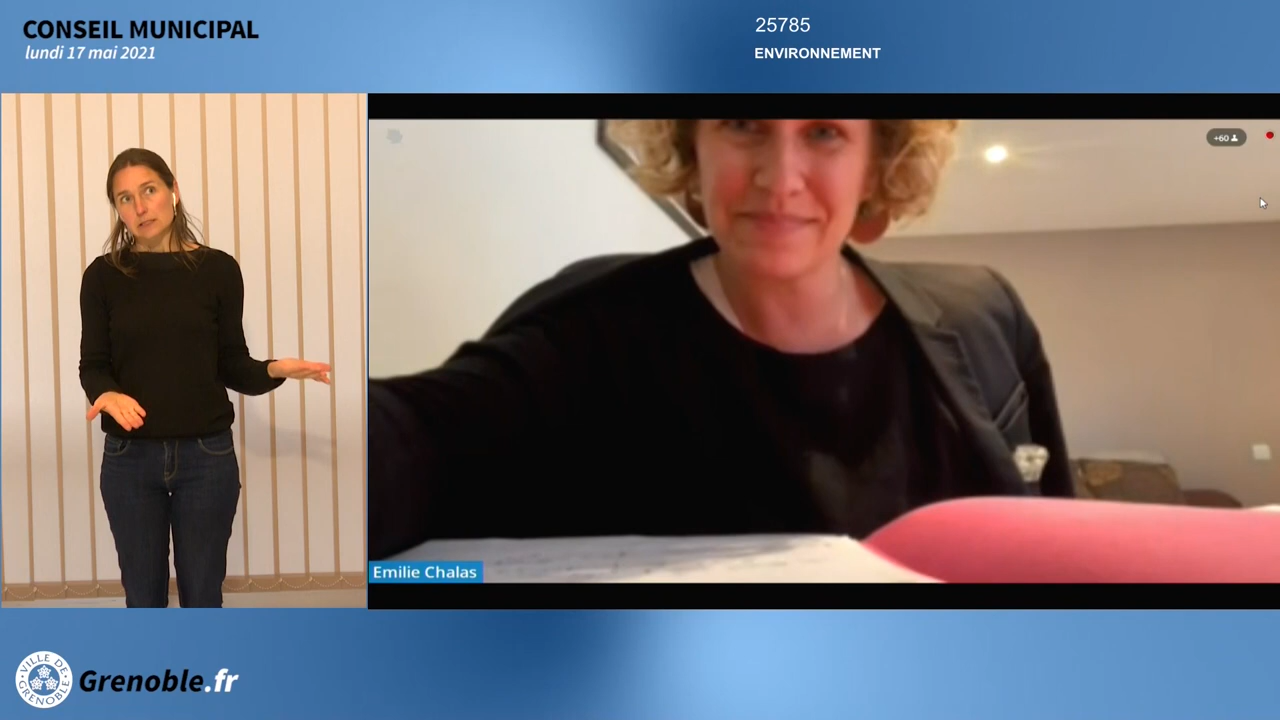 CONSEIL MUNICIPAL
lundi 17 mai 2021
25785
ENVIRONNEMENT
+60
Emilie Chalas
VILLE DE GRENOBLE
Grenoble.fr